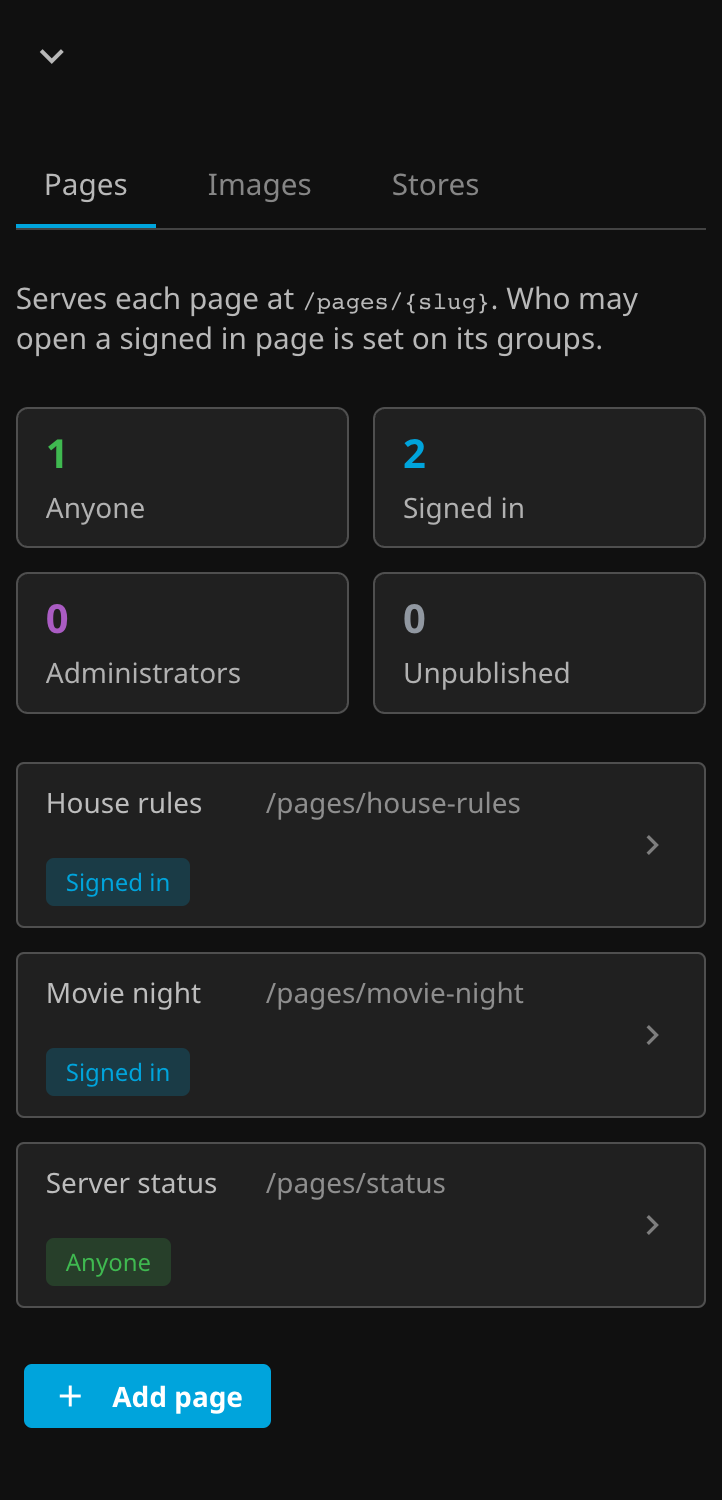 Pages Images Stores
Serves each page at /pages/{slug}. Who may
open a signed in page is set on its groups.
1
Anyone
2
Signed in
0
Administrators
0
Unpublished
House rules /pages/house-rules
Signed in
Movie night /pages/movie-night
Signed in
Server status /pages/status
Anyone
+ Add page